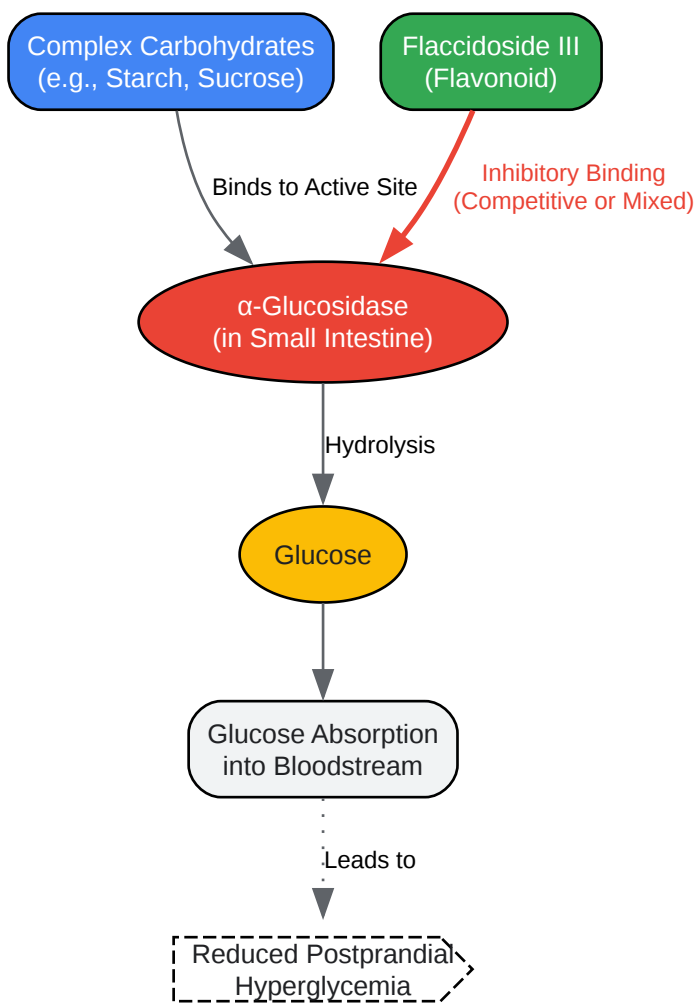 Complex Carbohydrates
(e.g., Starch, Sucrose)
Flaccidoside III
(Flavonoid)
Binds to Active Site
Inhibitory Binding
(Competitive or Mixed)
α-Glucosidase
(in Small Intestine)
Hydrolysis
Glucose
Glucose Absorption
into Bloodstream
Leads to
Reduced Postprandial
Hyperglycemia